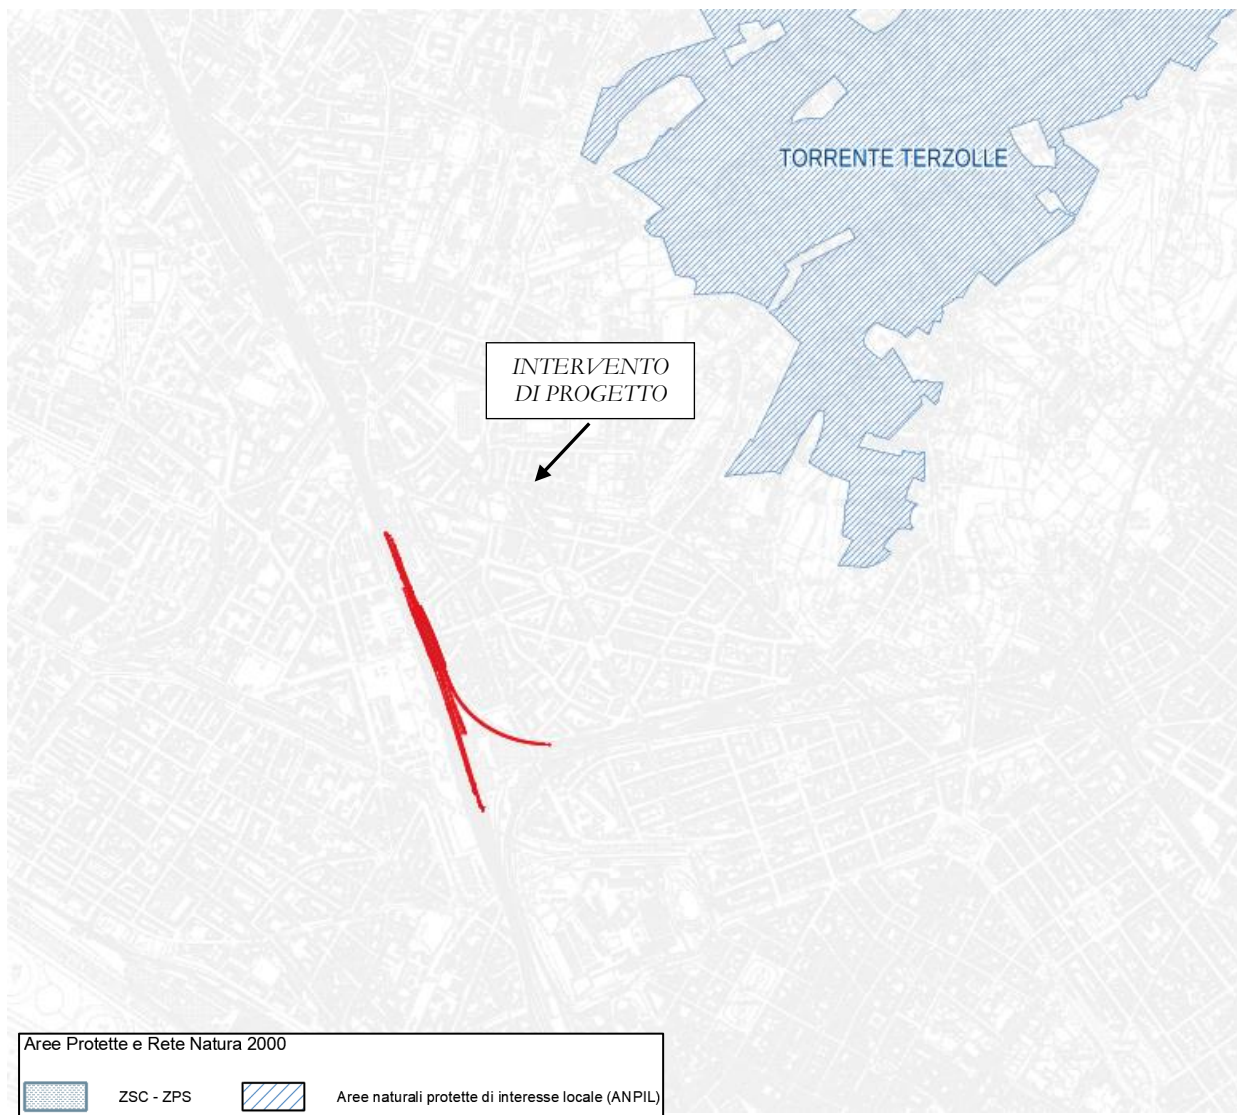 TORRENTE TERZOLLE
INTERVENTO
DI PROGETTO
Aree Protette e Rete Natura 2000
ZSC - ZPS
Aree naturali protette di interesse locale (ANPIL)